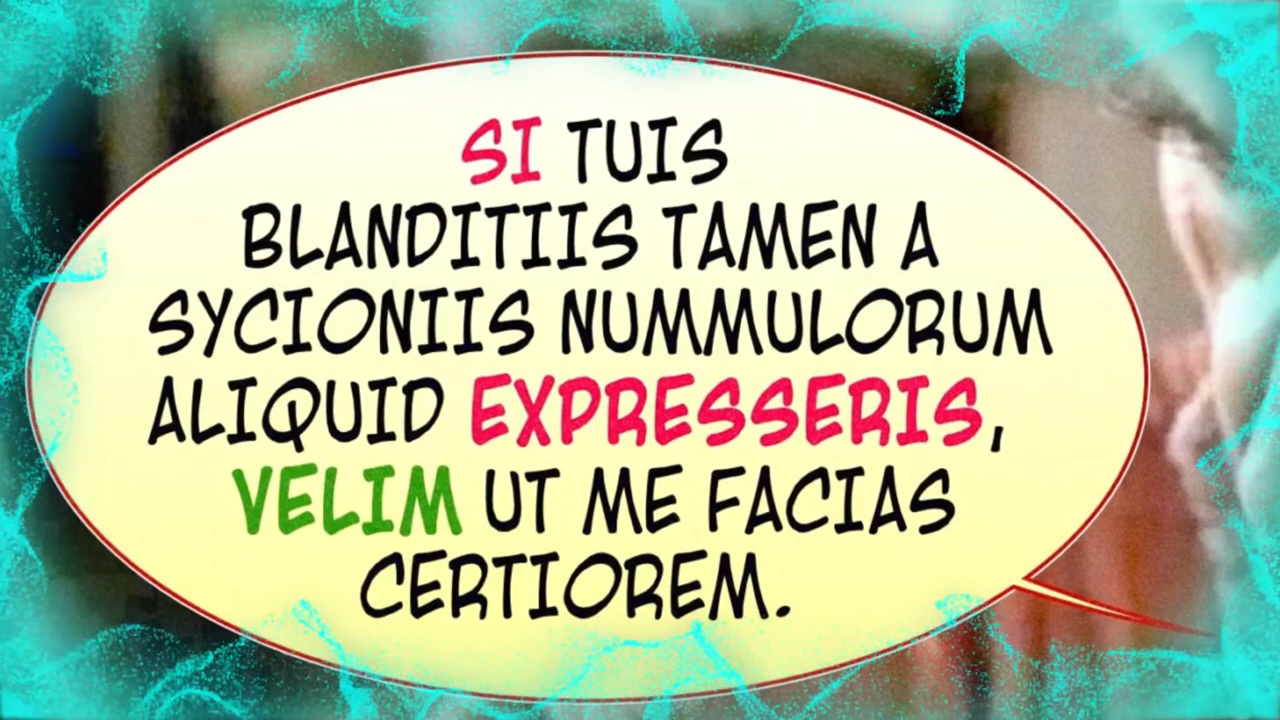 SI TUIS
BLANDITIIS TAMEN A
SYCIONIIS NUMMULORUM
ALIQUID EXPRESSERIS,
VELIM UT ME FACIAS
CERTIOREM.